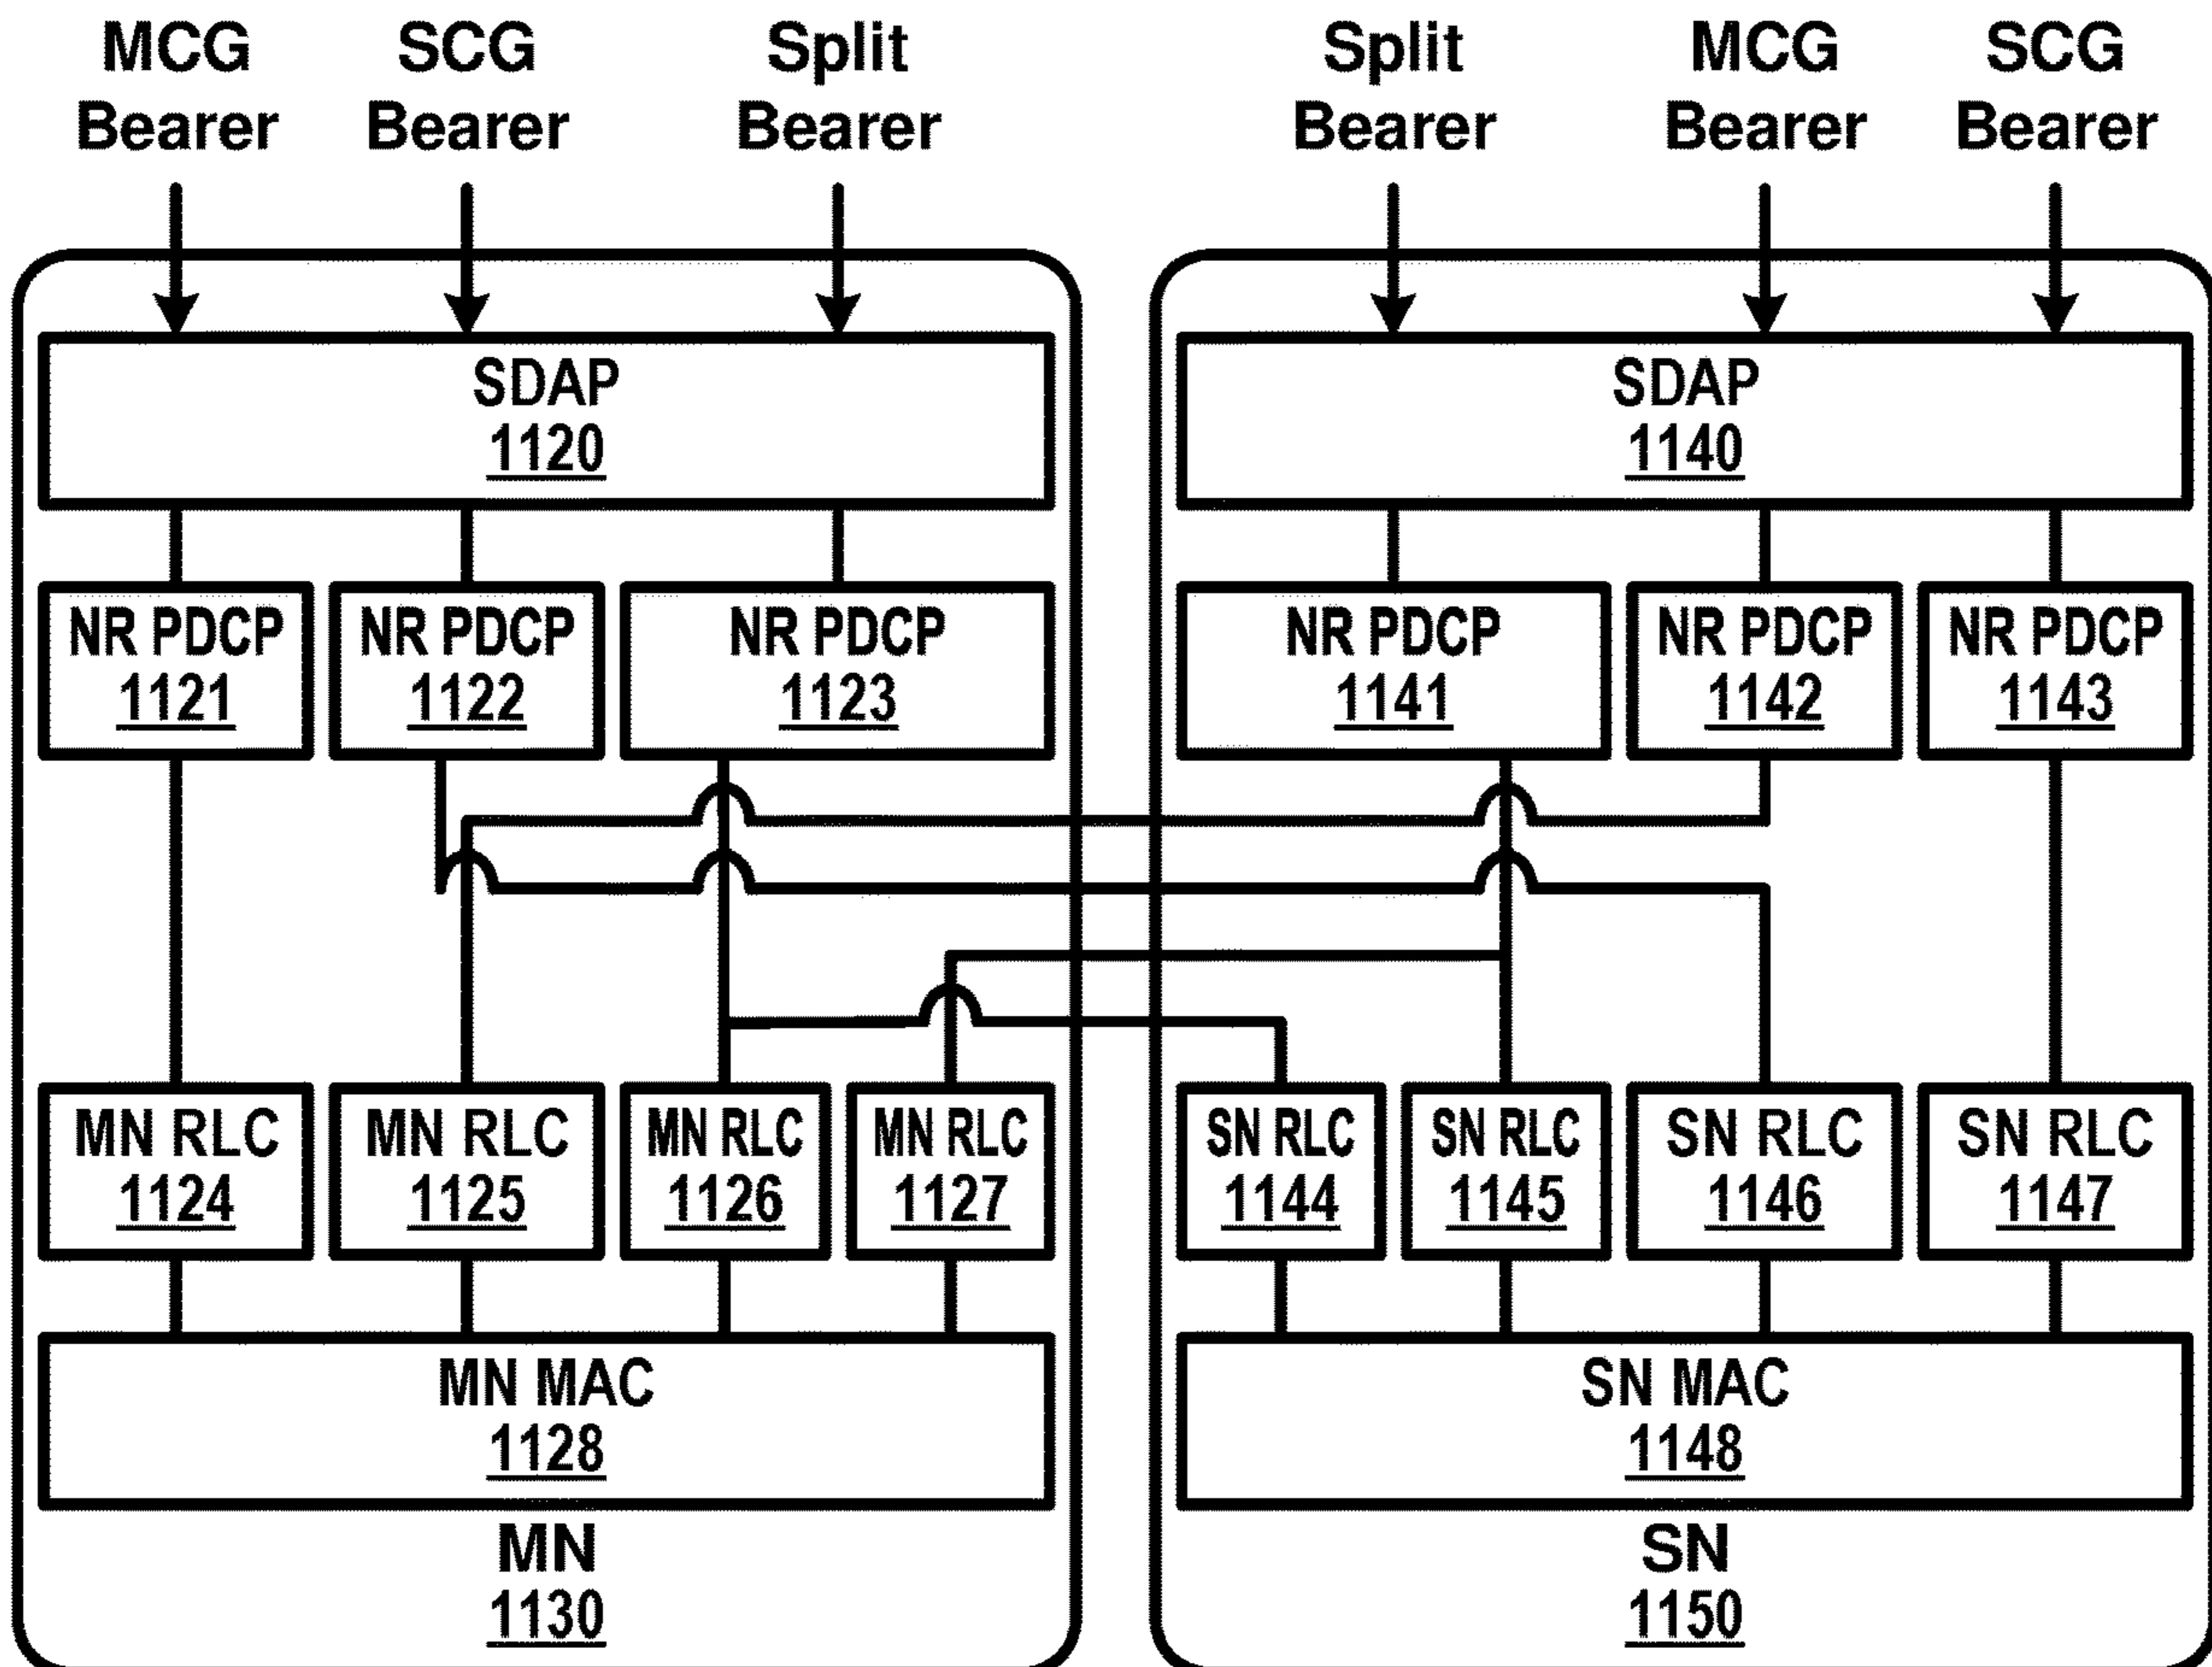 MCG Bearer
SCG Bearer
Split Bearer
Split Bearer
MCG Bearer
SCG Bearer
SDAP
1120
SDAP
1140
NR PDCP
1121
NR PDCP
1122
NR PDCP
1123
NR PDCP
1141
NR PDCP
1142
NR PDCP
1143
MN RLC
1124
MN RLC
1125
MN RLC
1126
MN RLC
1127
SN RLC
1144
SN RLC
1145
SN RLC
1146
SN RLC
1147
MN MAC
1128
SN MAC
1148
MN
1130
SN
1150